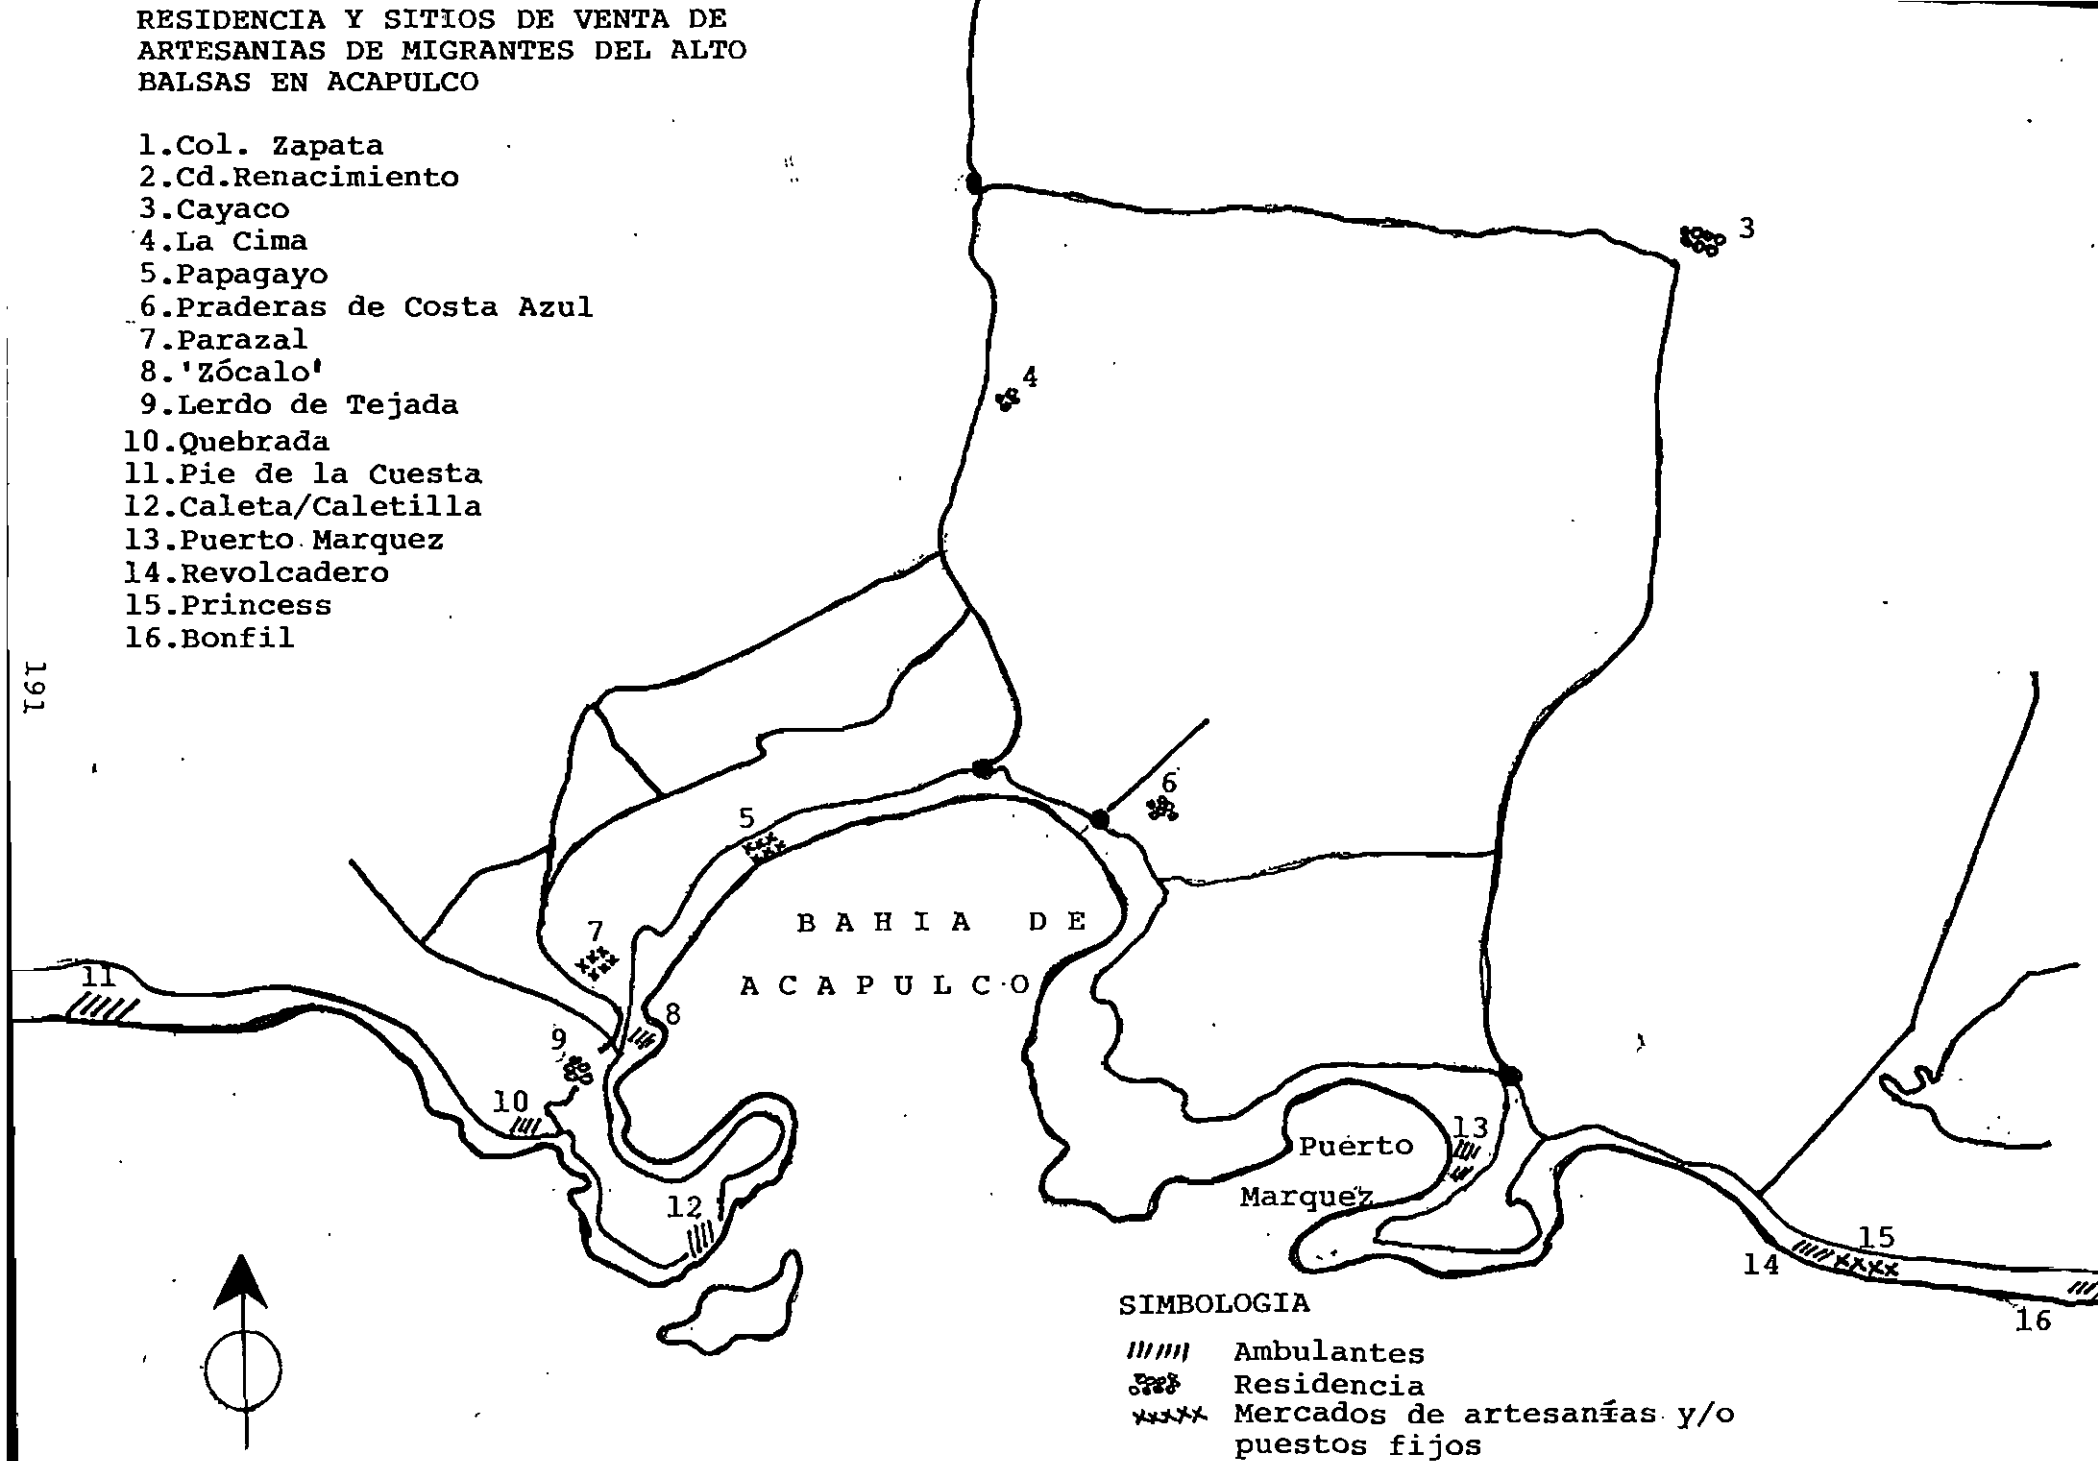 RESIDENCIA Y SITIOS DE VENTA DE
ARTESANIAS DE MIGRANTES DEL ALTO
BALSAS EN ACAPULCO
1.Col. Zapata
2.Cd.Renacimiento
3.Cayaco
4.La Cima
5.Papagayo
6.Praderas de Costa Azul
7.Parazal
8.'Zócalo'
9.Lerdo de Tejada
10.Quebrada
11.Pie de la Cuesta
12.Caleta/Caletilla
13.Puerto Marquez
14.Revolcadero
15.Princess
16.Bonfil
191
3
4
6
5
7
BAHIA DE
ACAPULCO
11
8
9
10
12
13
Puerto
Marquez
15
14
16
SIMBOLOGIA
Ambulantes
Residencia
Mercados de artesanías y/o
puestos fijos